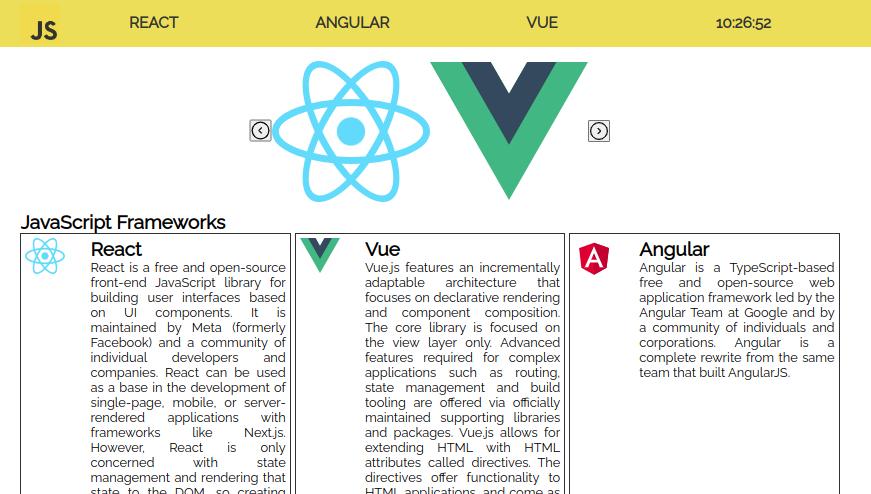 JS
REACT
ANGULAR
VUE
10:26:52
JavaScript Frameworks
React
React is a free and open-source
front-end JavaScript library for
building user interfaces based
on UI components. It is
maintained by Meta (formerly
Facebook) and a community of
individual developers and
companies. React can be used
as a base in the development of
single-page, mobile, or server-
rendered applications with
frameworks like Next.js.
However, React is only
concerned with state
management and rendering that
state to the DOM, so creating
Vue
Vue.js features an incrementally
adaptable architecture that
focuses on declarative rendering
and component composition.
The core library is focused on
the view layer only. Advanced
features required for complex
applications such as routing,
state management and build
tooling are offered via officially
maintained supporting libraries
and packages. Vue.js allows for
extending HTML with HTML
attributes called directives. The
directives offer functionality to
HTML applications, and come as
Angular
Angular is a TypeScript-based
free and open-source web
application framework led by the
Angular Team at Google and by
a community of individuals and
corporations. Angular is a
complete rewrite from the same
team that built AngularJS.